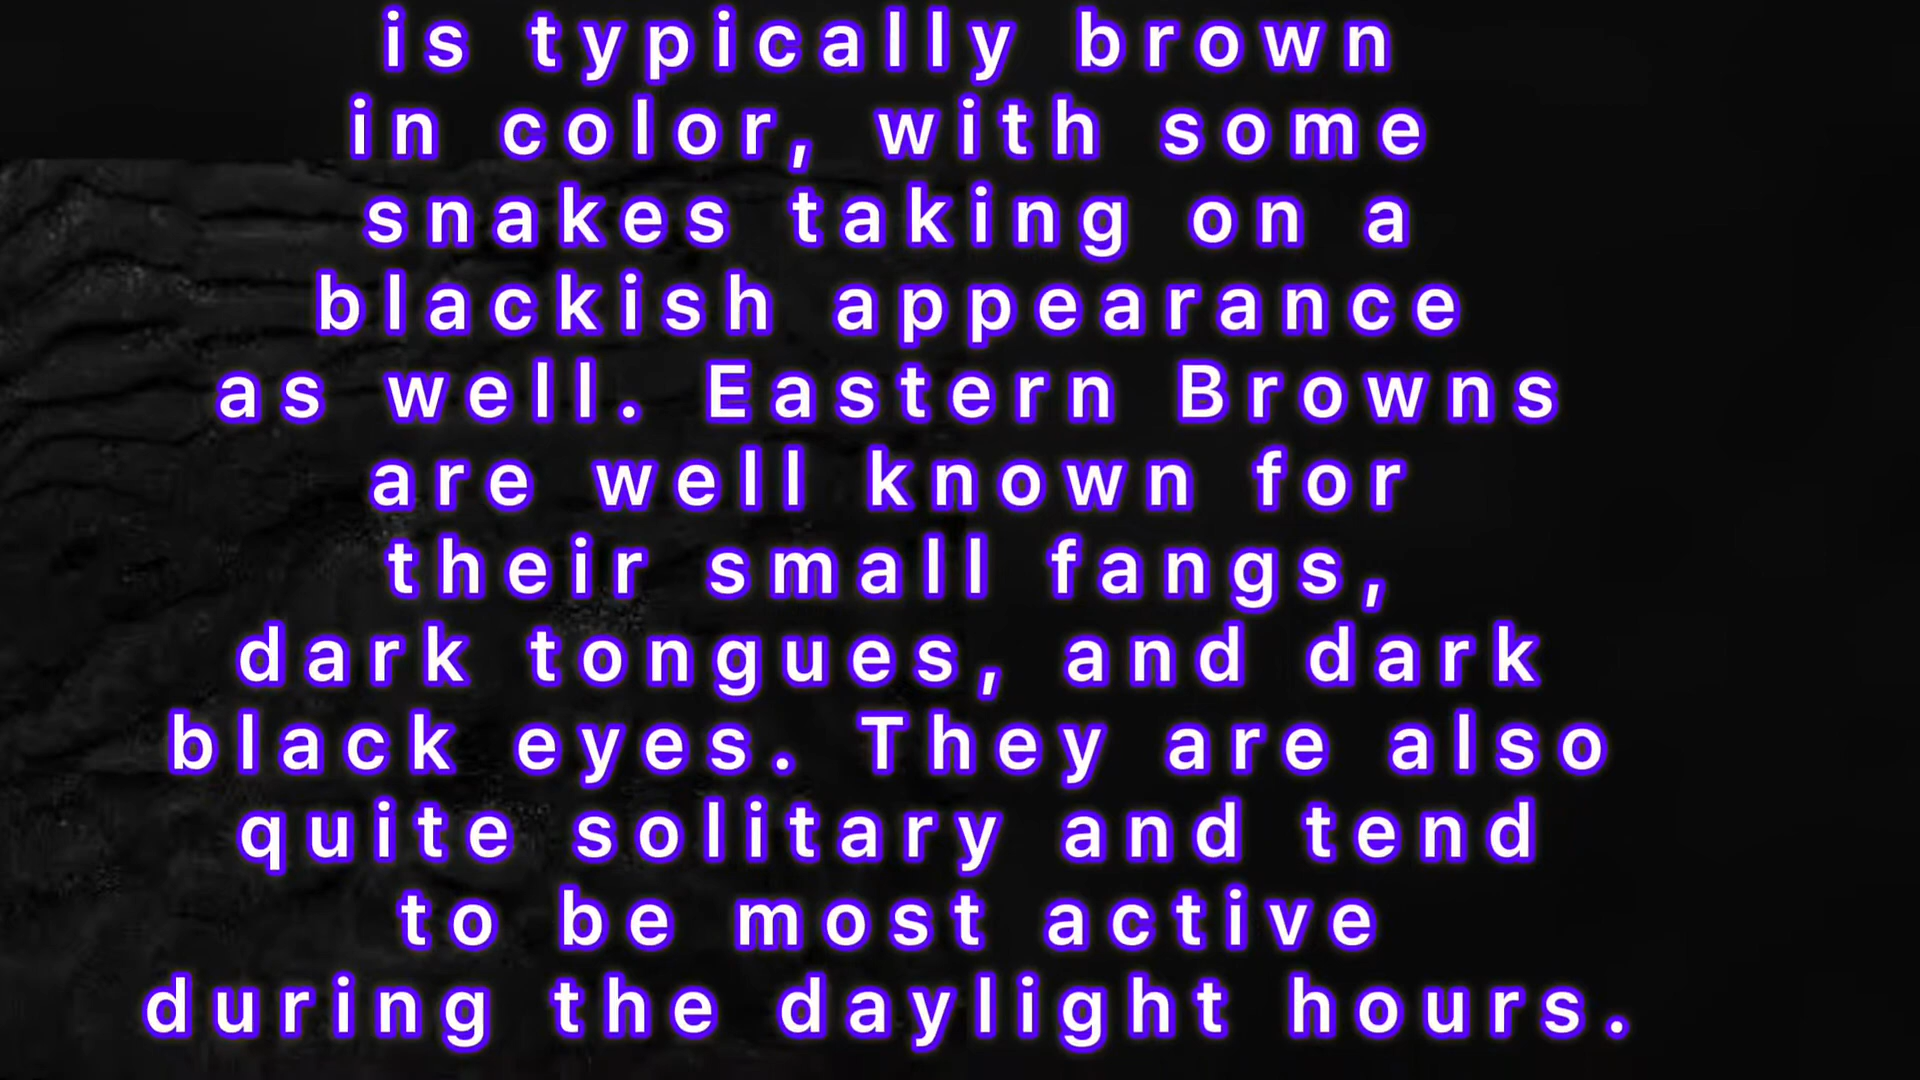 is typically brown
in color, with some
snakes taking on a
blackish appearance
as well. Eastern Browns
are well known for
their small fangs,
dark tongues, and dark
black eyes. They are also
quite solitary and tend
to be most active
during the daylight hours.